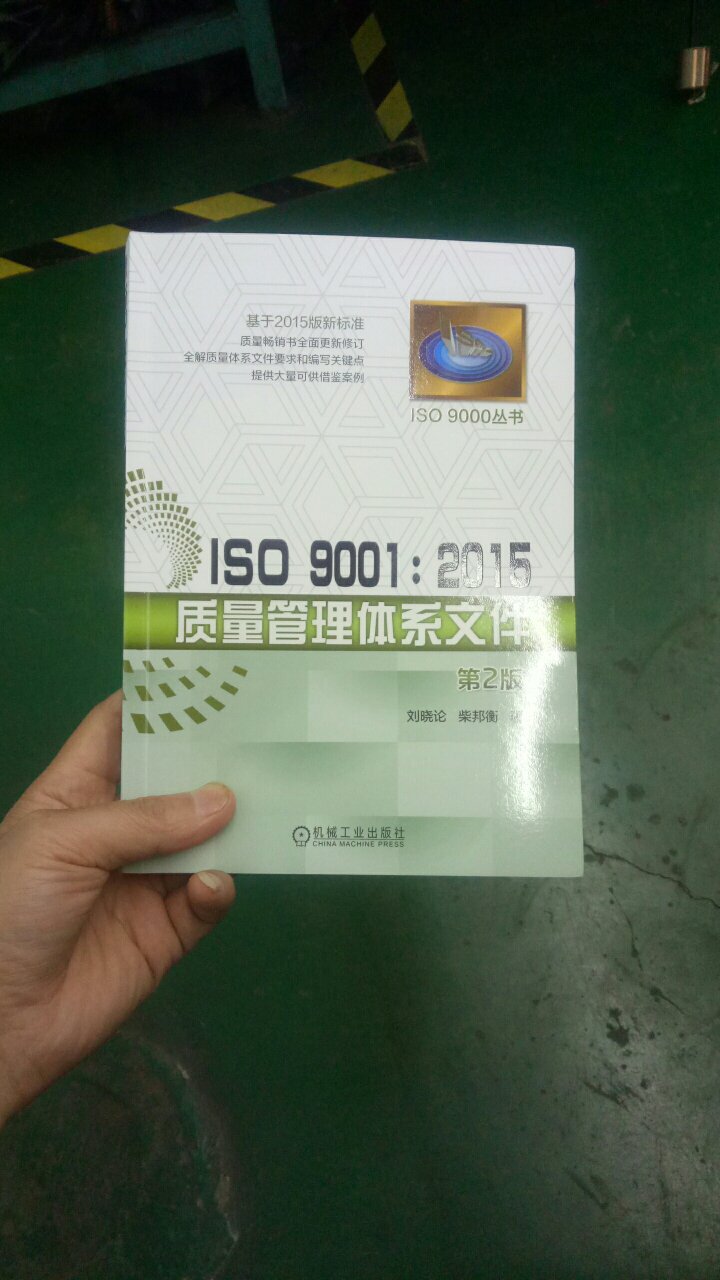 基于2015版新标准
质量畅销书全面更新修订
全解质量体系文件要求和编写关键点
提供大量可供借鉴案例
ISO 9000丛书
ISO 9001:2015
质量管理体系文件
第2版
刘晓论 柴邦衡
机械工业出版社
CHINA MACHINE PRESS